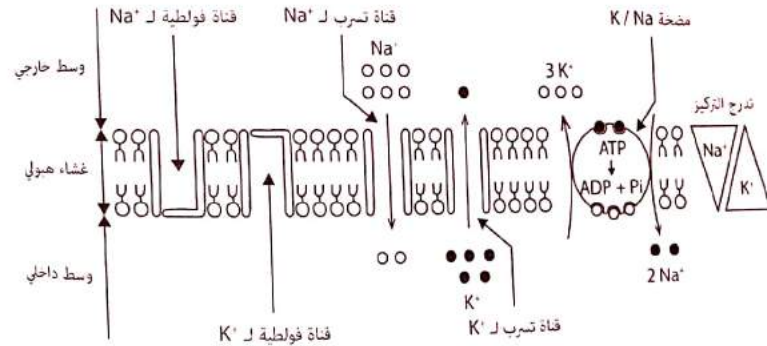 قناة فولطية لـ Na⁺
قناة تسرب لـ Na⁺
مضخة K / Na
وسط خارجي
Na⁺
3 K⁺
تدرج التركيز
غشاء هيولي
ATP
ADP + Pi
Na⁺
K⁺
وسط داخلي
K⁺
2 Na⁺
قناة فولطية لـ K⁺
قناة تسرب لـ K⁺